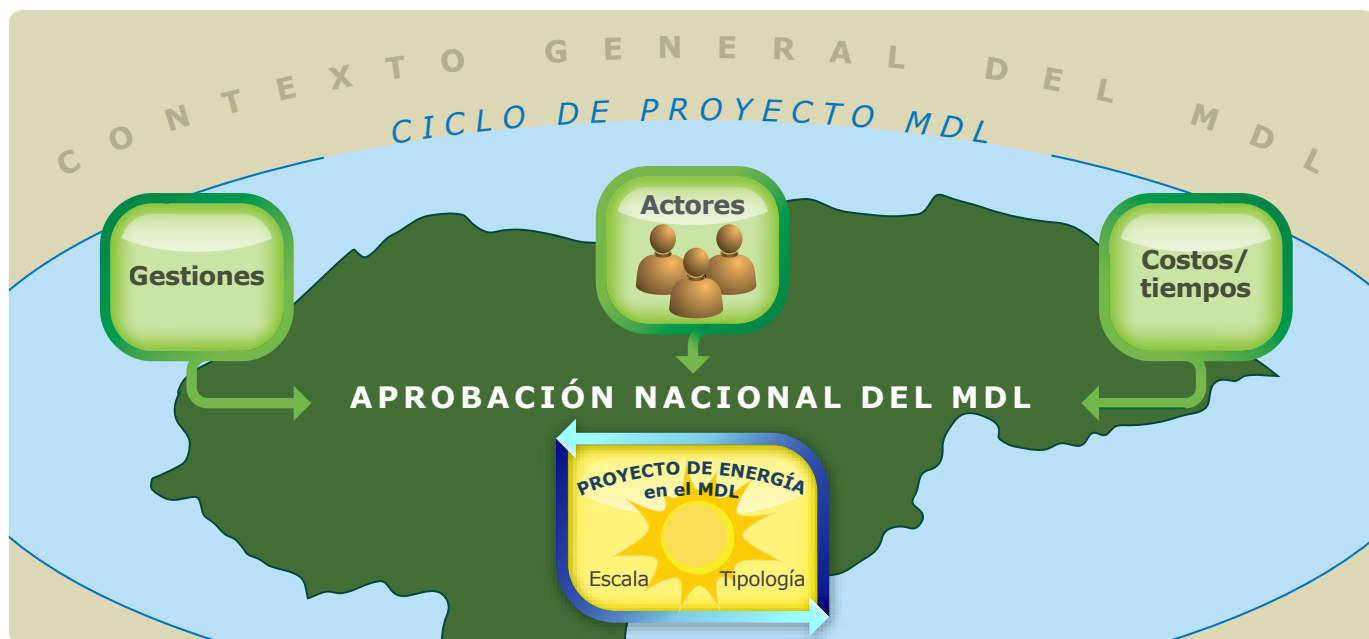 CONTEXTO GENERAL DEL MDL
CICLO DE PROYECTO MDL
Actores
Gestiones
Costos/
tiempos
APROBACIÓN NACIONAL DEL MDL
PROYECTO DE ENERGÍA
en el MDL
Escala
Tipología